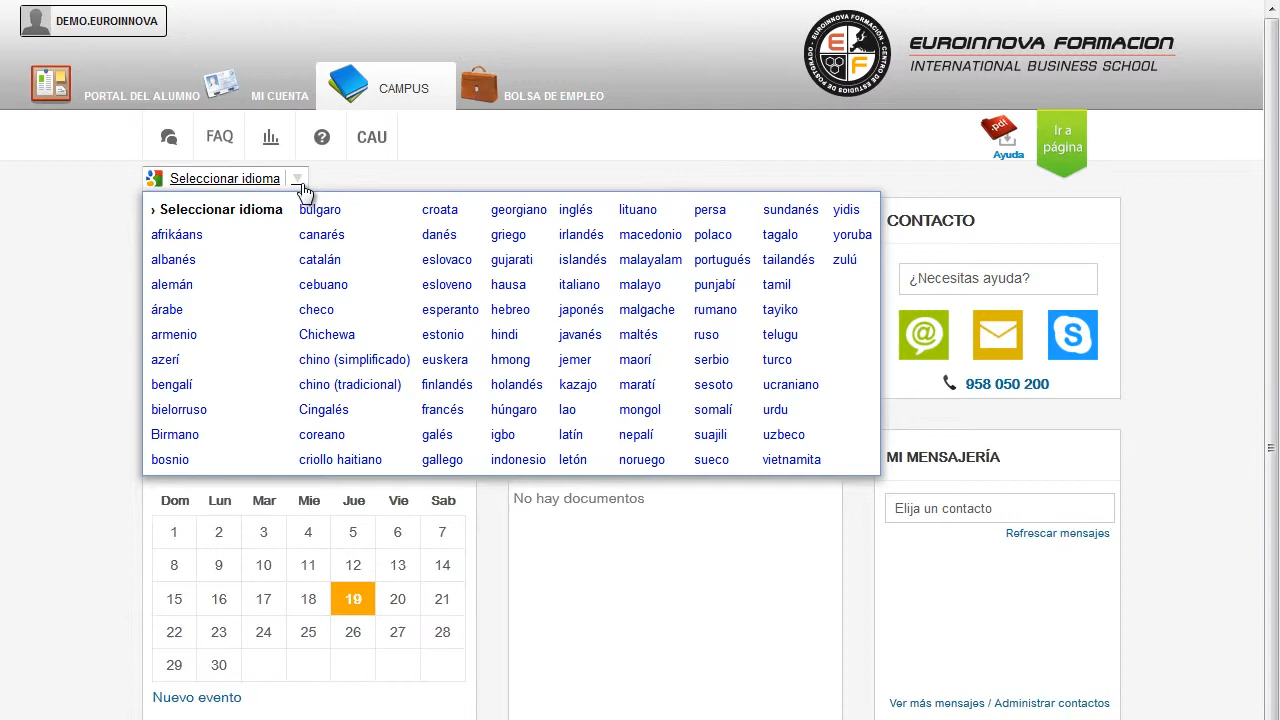 DEMO.EUROINNOVA
EUROINNOVA FORMACIÓN · CENTRO DE ESTUDIOS DE POSTGRADO ·
E
F
EUROINNOVA FORMACION
INTERNATIONAL BUSINESS SCHOOL
PORTAL DEL ALUMNO MI CUENTA CAMPUS BOLSA DE EMPLEO
FAQ ? CAU
.pdf
Ayuda
Ir a
página
Seleccionar idioma
› Seleccionar idioma búlgaro croata georgiano inglés lituano persa sundanés yidis
afrikáans canarés danés griego irlandés macedonio polaco tagalo yoruba
albanés catalán eslovaco gujarati islandés malayalam portugués tailandés zulú
alemán cebuano esloveno hausa italiano malayo punjabí tamil
árabe checo esperanto hebreo japonés malgache rumano tayiko
armenio Chichewa estonio hindi javanés maltés ruso telugu
azerí chino (simplificado) euskera hmong jemer maorí serbio turco
bengalí chino (tradicional) finlandés holandés kazajo maratí sesoto ucraniano
bielorruso Cingalés francés húngaro lao mongol somalí urdu
Birmano coreano galés igbo latín nepalí suajili uzbeco
bosnio criollo haitiano gallego indonesio letón noruego sueco vietnamita
CONTACTO
¿Necesitas ayuda?
958 050 200
MI MENSAJERÍA
Elija un contacto
Refrescar mensajes
Ver más mensajes / Administrar contactos
No hay documentos
Dom Lun Mar Mie Jue Vie Sab
1 2 3 4 5 6 7
8 9 10 11 12 13 14
15 16 17 18 19 20 21
22 23 24 25 26 27 28
29 30
Nuevo evento